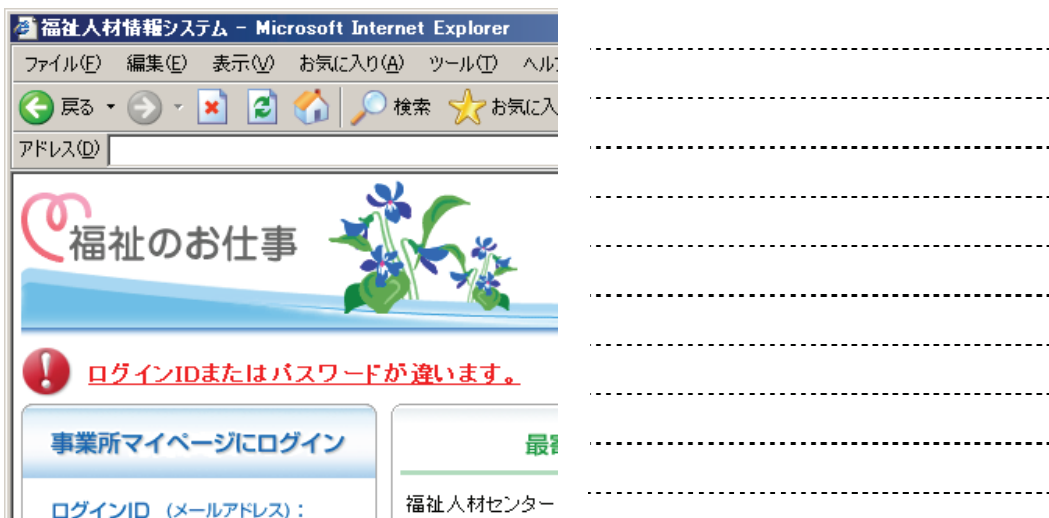 福祉人材情報システム - Microsoft Internet Explorer
ファイル(F) 編集(E) 表示(V) お気に入り(A) ツール(T) ヘル
戻る 検索 お気に入
アドレス(D)
福祉のお仕事
ログインIDまたはパスワードが違います。
事業所マイページにログイン
最寄
ログインID (メールアドレス):
福祉人材センター